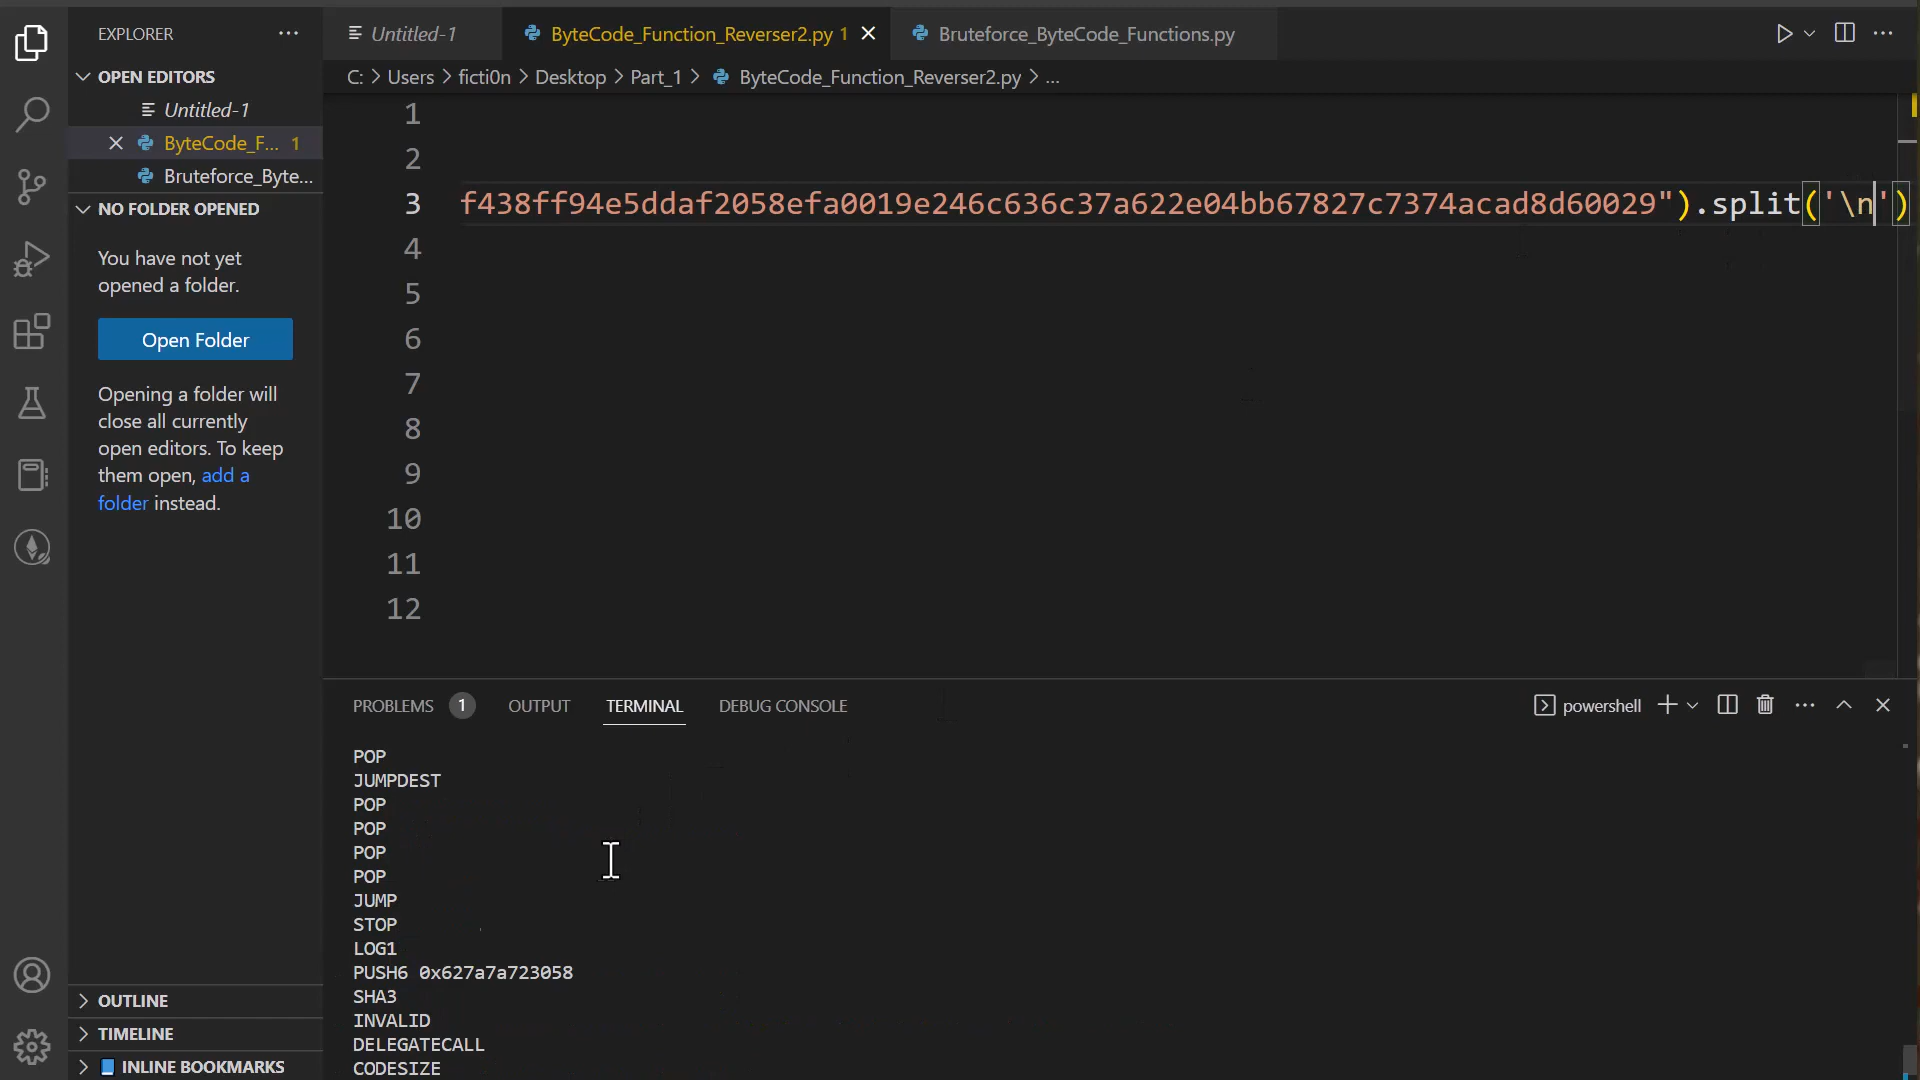 EXPLORER
OPEN EDITORS
Untitled-1
ByteCode_F... 1
Bruteforce_Byte...
NO FOLDER OPENED
You have not yet
opened a folder.
Open Folder
Opening a folder will
close all currently
open editors. To keep
them open, add a
folder instead.
OUTLINE
TIMELINE
INLINE BOOKMARKS
Untitled-1
ByteCode_Function_Reverser2.py 1
Bruteforce_ByteCode_Functions.py
C: > Users > ficti0n > Desktop > Part_1 > ByteCode_Function_Reverser2.py > ...
1
2
3 f438ff94e5ddaf2058efa0019e246c636c37a622e04bb67827c7374acad8d60029").split('\n')
4
5
6
7
8
9
10
11
12
PROBLEMS 1 OUTPUT TERMINAL DEBUG CONSOLE powershell
POP
JUMPDEST
POP
POP
POP
POP
JUMP
STOP
LOG1
PUSH6 0x627a7a723058
SHA3
INVALID
DELEGATECALL
CODESIZE